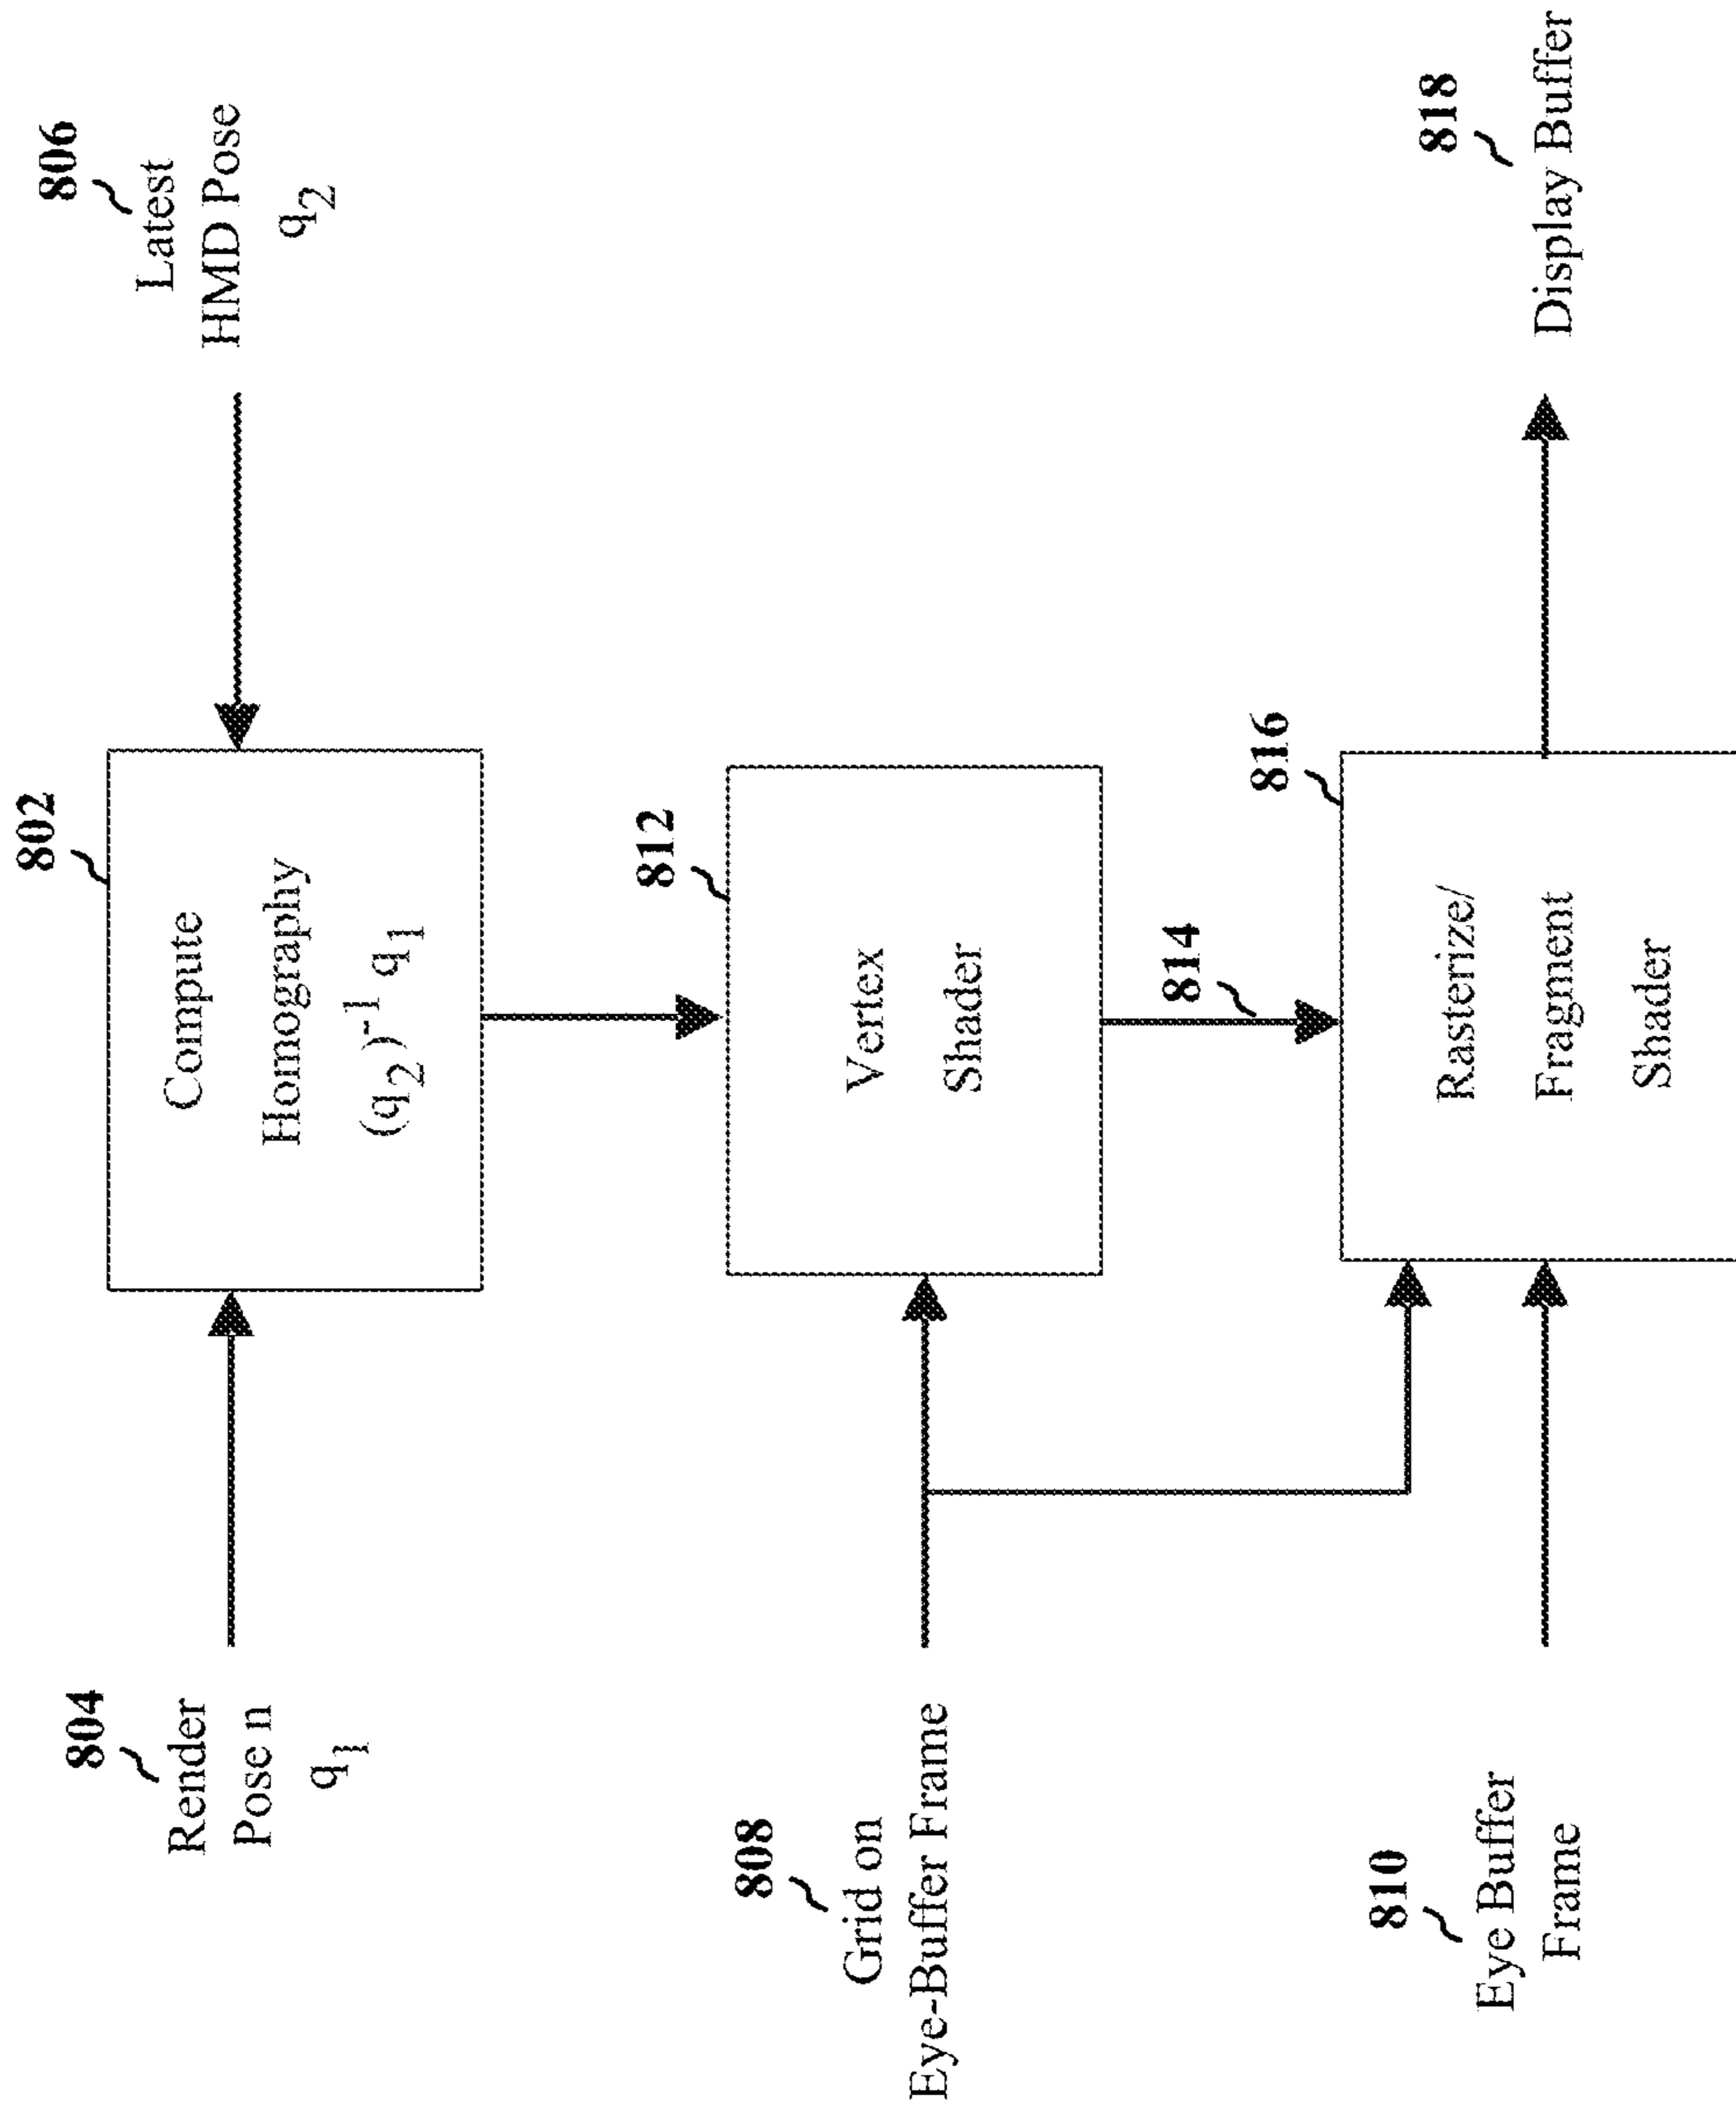 804
Render
Pose n
q₁
802
Compute
Homography
(q₂)⁻¹ q₁
806
Latest
HMD Pose
q₂
808
Grid on
Eye-Buffer Frame
812
Vertex
Shader
814
810
Eye Buffer
Frame
816
Rasterize/
Fragment
Shader
818
Display Buffer